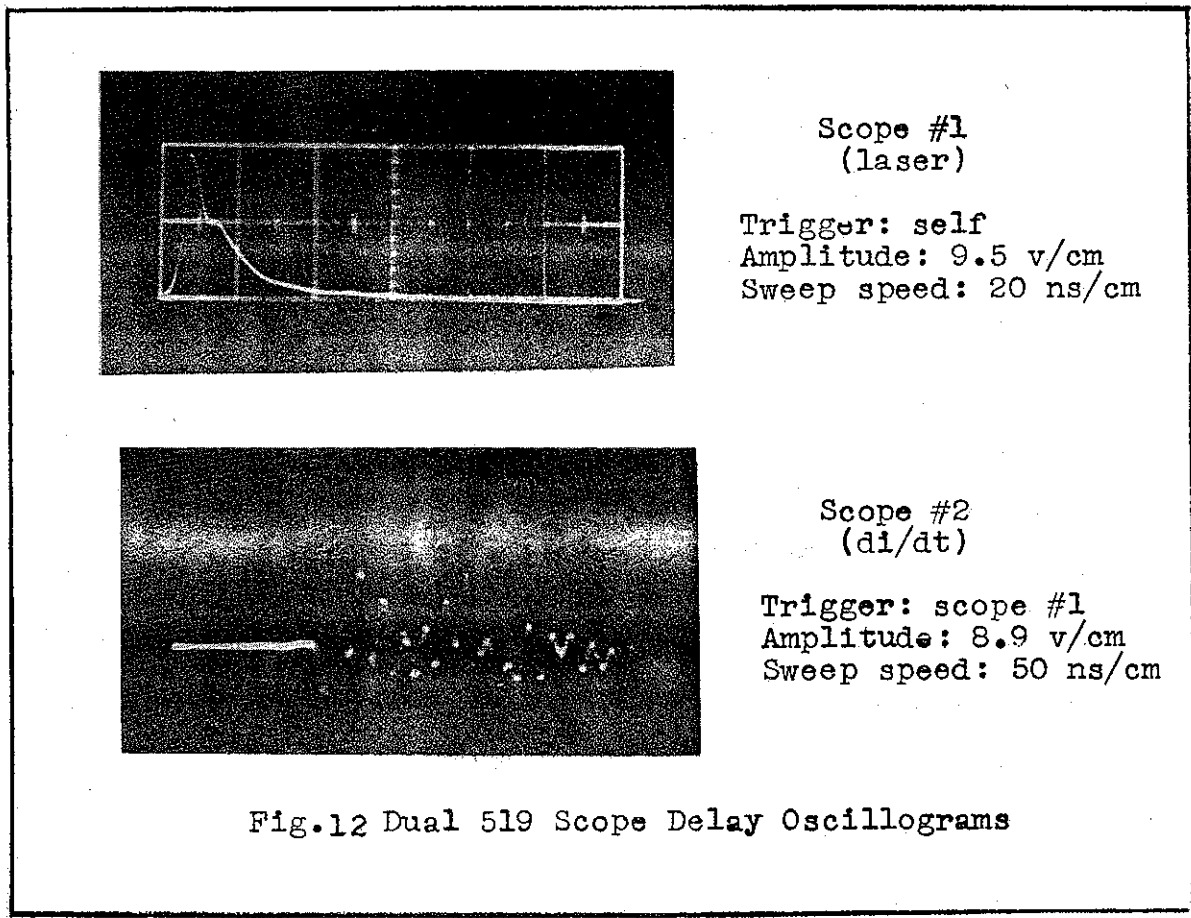 Scope #1
(laser)
Trigger: self
Amplitude: 9.5 v/cm
Sweep speed: 20 ns/cm
Scope #2
(di/dt)
Trigger: scope #1
Amplitude: 8.9 v/cm
Sweep speed: 50 ns/cm
Fig.12 Dual 519 Scope Delay Oscillograms